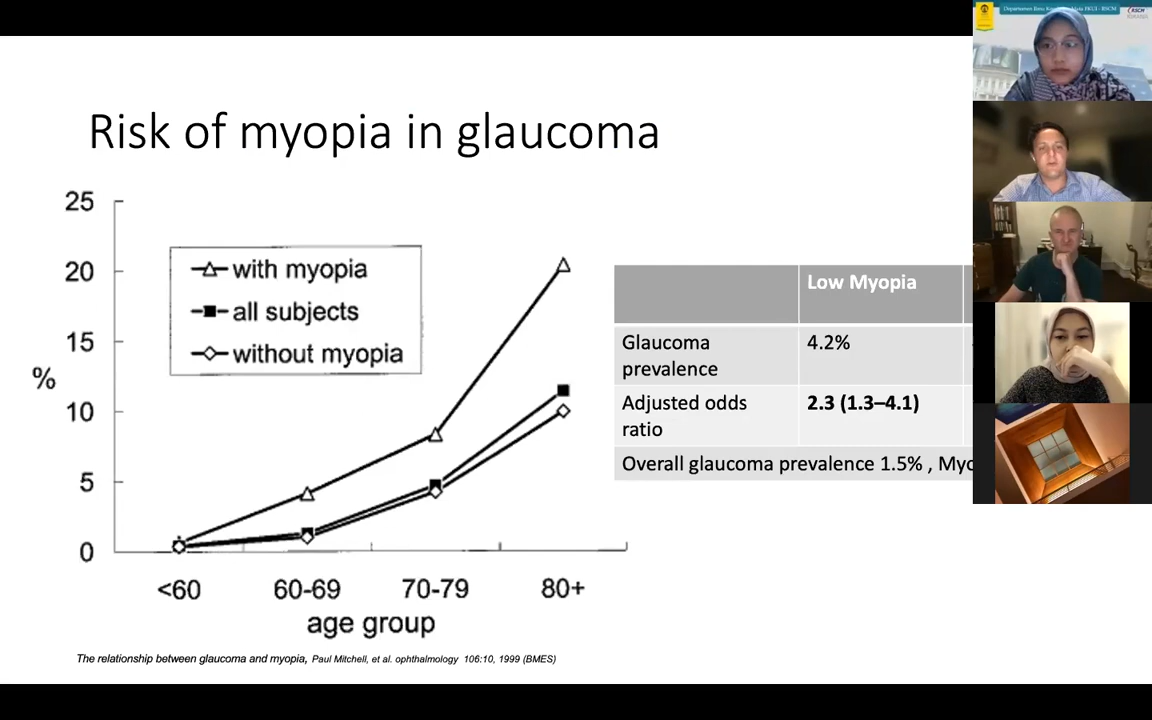 Risk of myopia in glaucoma
25
20
15
10
5
0
%
with myopia
all subjects
without myopia
<60 60-69 70-79 80+
age group
Low Myopia
Glaucoma
prevalence
4.2%
Adjusted odds
ratio
2.3 (1.3–4.1)
Overall glaucoma prevalence 1.5% ,
The relationship between glaucoma and myopia, Paul Mitchell, et al. ophthalmology 106:10, 1999 (BMES)
RSCM